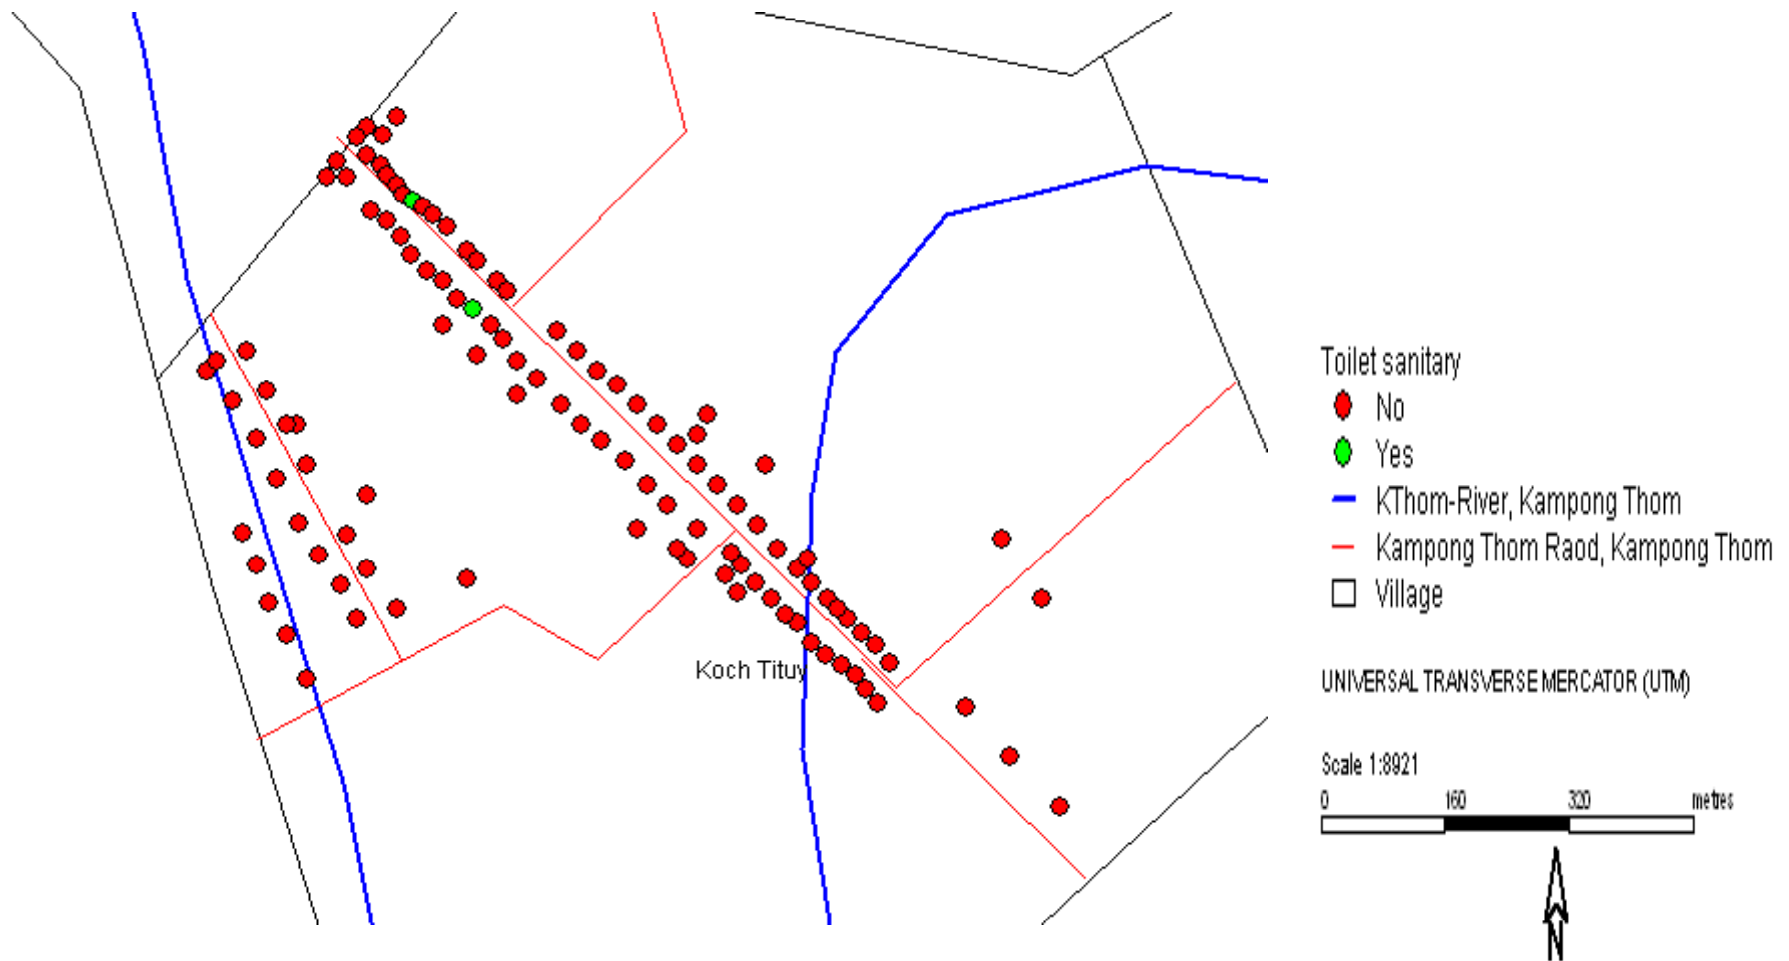 Koch Tituy
Toilet sanitary
No
Yes
KThom-River, Kampong Thom
Kampong Thom Raod, Kampong Thom
Village
UNIVERSAL TRANSVERSE MERCATOR (UTM)
Scale 1:8921
0 160 320 metres
N